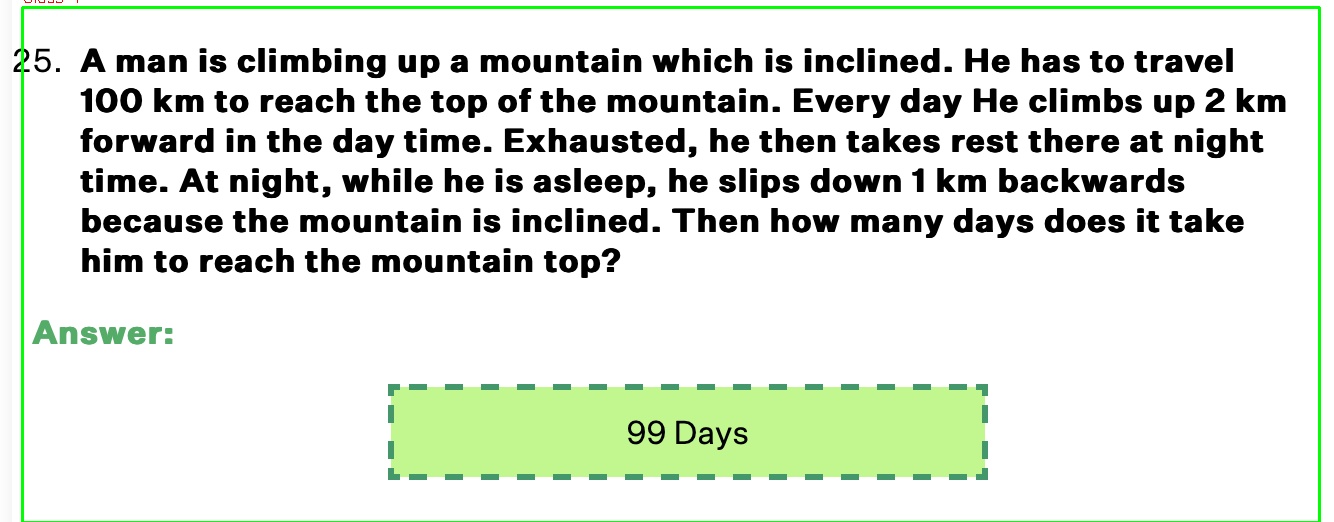 25. A man is climbing up a mountain which is inclined. He has to travel
100 km to reach the top of the mountain. Every day He climbs up 2 km
forward in the day time. Exhausted, he then takes rest there at night
time. At night, while he is asleep, he slips down 1 km backwards
because the mountain is inclined. Then how many days does it take
him to reach the mountain top?
Answer:
99 Days